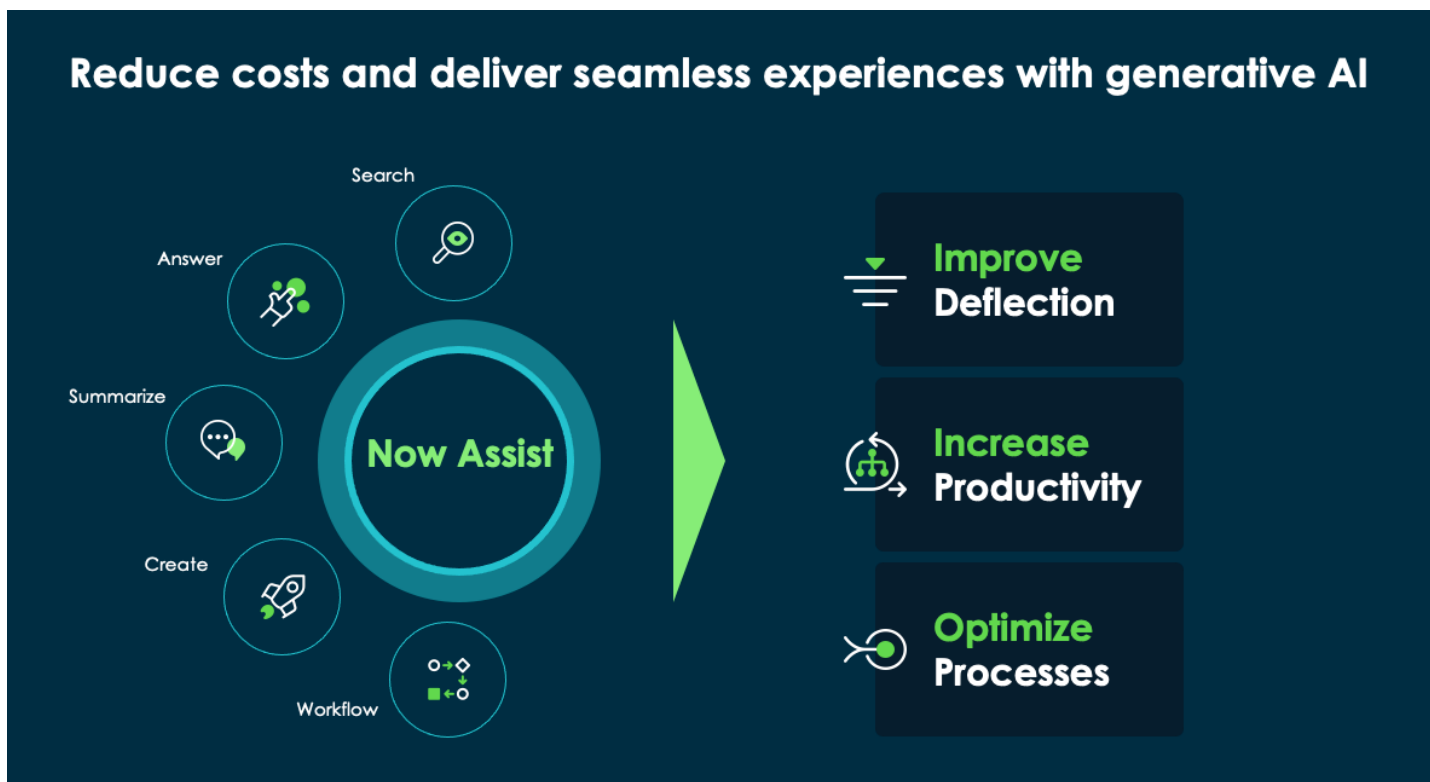 Reduce costs and deliver seamless experiences with generative AI
Search
Answer
Summarize
Create
Workflow
Now Assist
Improve
Deflection
Increase
Productivity
Optimize
Processes